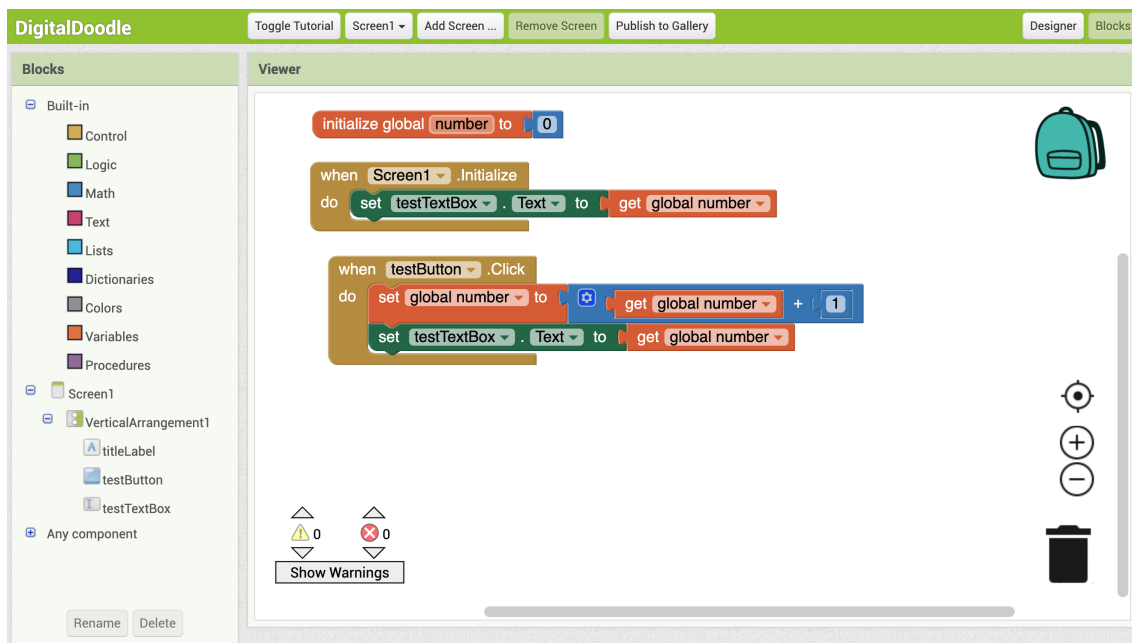 DigitalDoodle
Toggle Tutorial Screen1 Add Screen ... Remove Screen Publish to Gallery Designer Blocks
Blocks
Viewer
Built-in
Control
Logic
Math
Text
Lists
Dictionaries
Colors
Variables
Procedures
Screen1
VerticalArrangement1
A titleLabel
testButton
I testTextBox
Any component
Rename Delete
initialize global number to 0
when Screen1 .Initialize
do set testTextBox . Text to get global number
when testButton .Click
do set global number to get global number + 1
set testTextBox . Text to get global number
0 0
Show Warnings